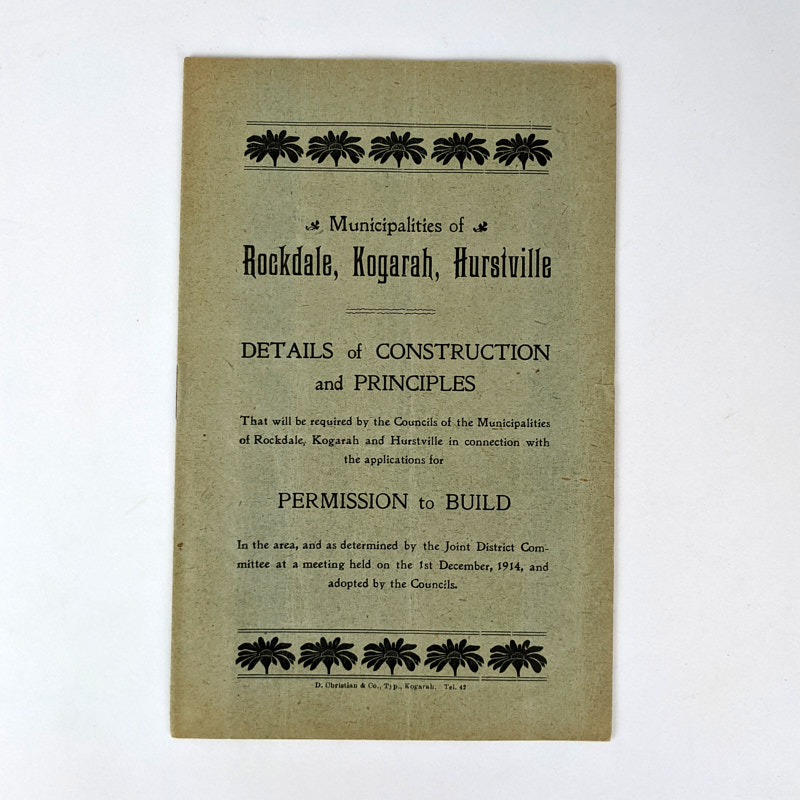 Municipalities of
Rockdale, Kogarah, Hurstville
DETAILS of CONSTRUCTION
and PRINCIPLES
That will be required by the Councils of the Municipalities
of Rockdale, Kogarah and Hurstville in connection with
the applications for
PERMISSION to BUILD
In the area, and as determined by the Joint District Com-
mittee at a meeting held on the 1st December, 1914, and
adopted by the Councils.
D. Christian & Co., Typ., Kogarah. Tel. 47